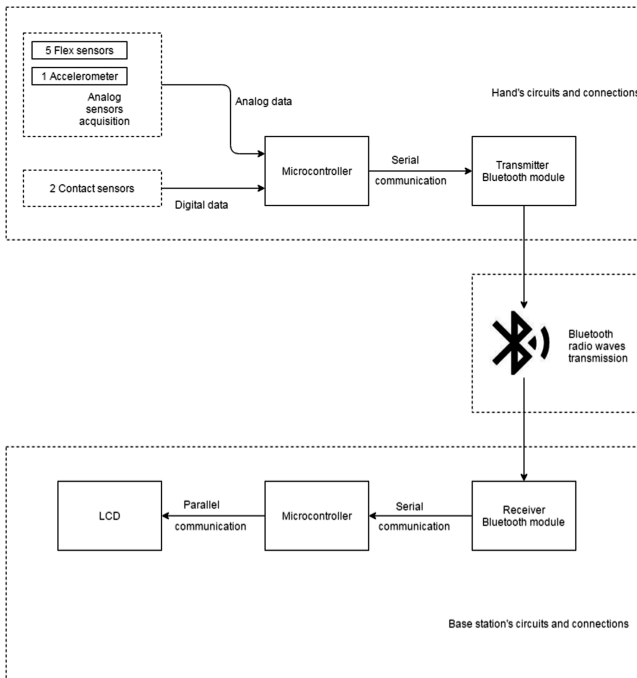 5 Flex sensors
1 Accelerometer
Analog
sensors
acquisition
Analog data
Hand's circuits and connections
2 Contact sensors
Digital data
Microcontroller
Serial
communication
Transmitter
Bluetooth module
Bluetooth
radio waves
transmission
Receiver
Bluetooth module
Serial
communication
Microcontroller
Parallel
communication
LCD
Base station's circuits and connections